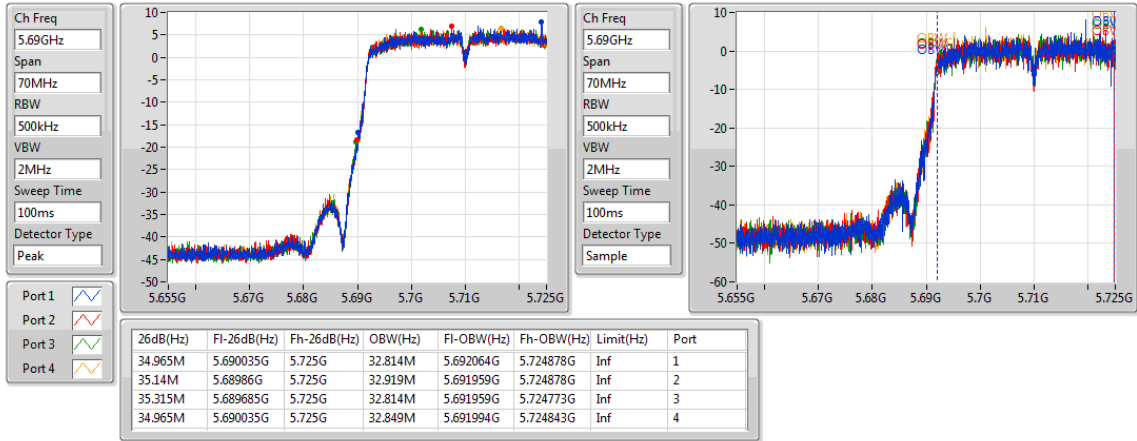 Ch Freq
5.69GHz
Span
70MHz
RBW
500kHz
VBW
2MHz
Sweep Time
100ms
Detector Type
Peak
10
5
0
-5
-10
-15
-20
-25
-30
-35
-40
-45
-50
5.655G 5.67G 5.68G 5.69G 5.7G 5.71G 5.725G
Ch Freq
5.69GHz
Span
70MHz
RBW
500kHz
VBW
2MHz
Sweep Time
100ms
Detector Type
Sample
10
0
-10
-20
-30
-40
-50
-60
5.655G 5.67G 5.68G 5.69G 5.7G 5.71G 5.725G
Port 1
Port 2
Port 3
Port 4
26dB(Hz) Fl-26dB(Hz) Fh-26dB(Hz) OBW(Hz) Fl-OBW(Hz) Fh-OBW(Hz) Limit(Hz) Port
34.965M 5.690035G 5.725G 32.814M 5.692064G 5.724878G Inf 1
35.14M 5.68986G 5.725G 32.919M 5.691959G 5.724878G Inf 2
35.315M 5.689685G 5.725G 32.814M 5.691959G 5.724773G Inf 3
34.965M 5.690035G 5.725G 32.849M 5.691994G 5.724843G Inf 4